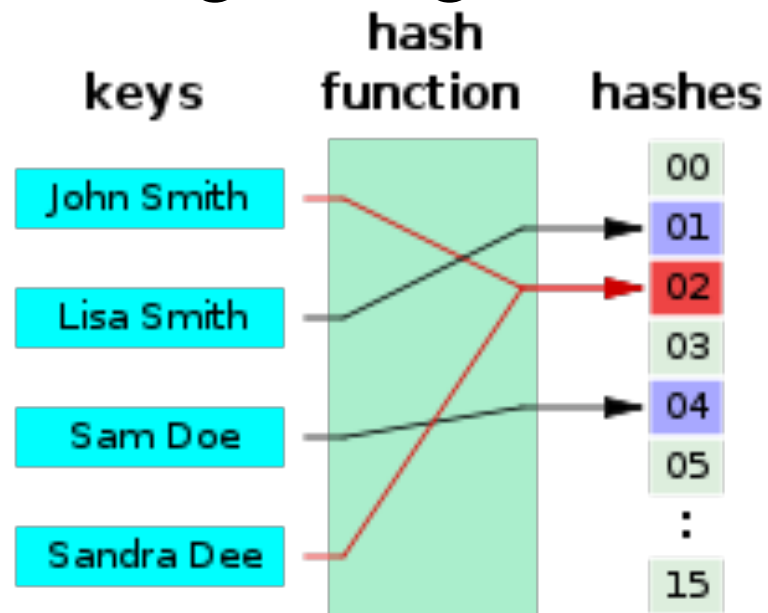 hash
keys function hashes
John Smith
Lisa Smith
Sam Doe
Sandra Dee
00
01
02
03
04
05
:
15